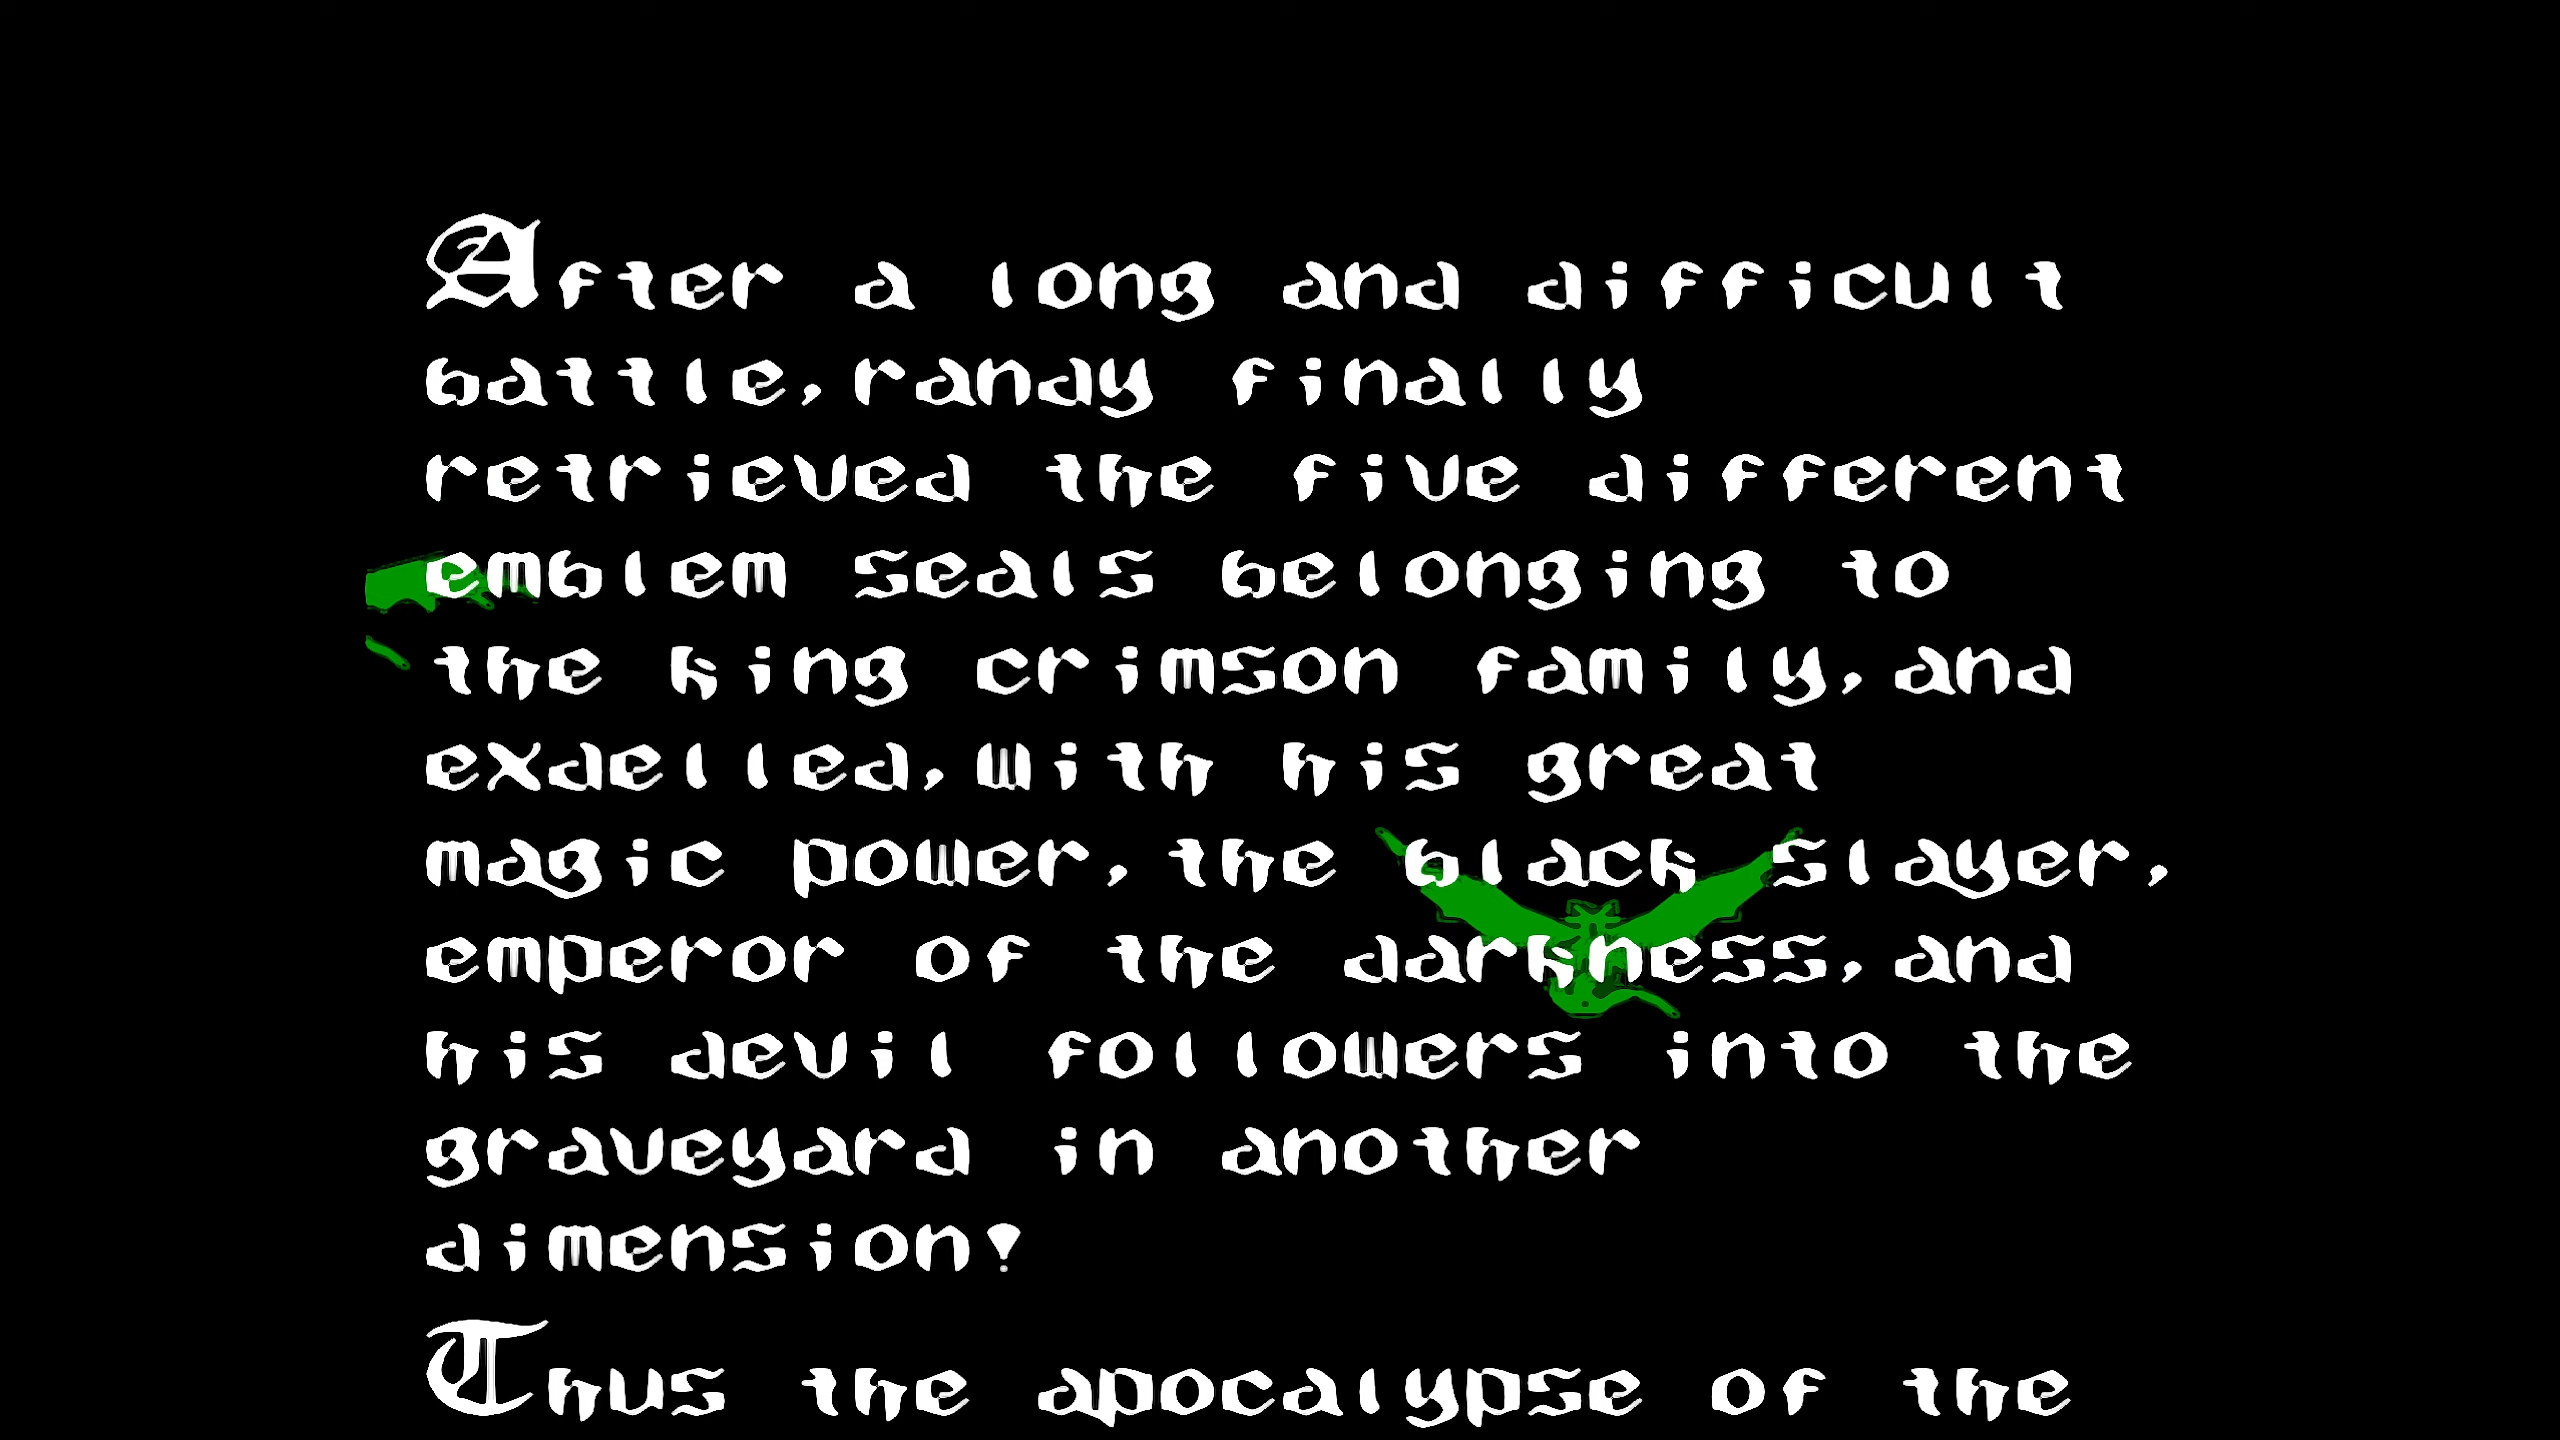 After a long and difficult
battle,randy finally
retrieved the five different
emblem seals belonging to
the king crimson family,and
exdelled,with his great
magic power,the black slayer,
emperor of the darkness,and
his devil followers into the
graveyard in another
dimension!
Thus the apocalypse of the